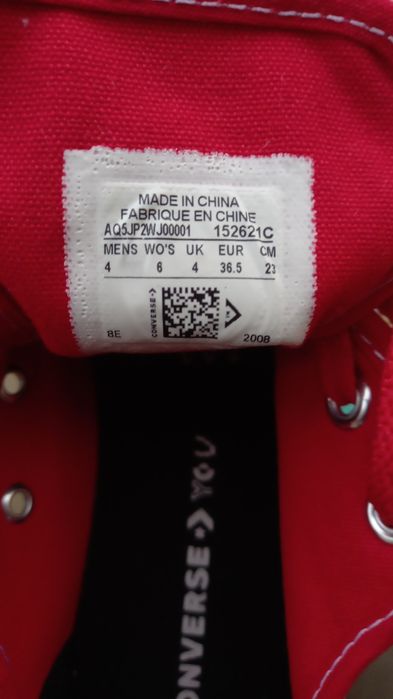 MADE IN CHINA
FABRIQUE EN CHINE
AQ5JP2WJ00001 152621C
MENS WO'S UK EUR CM
4 6 4 36.5 23
CONVERSE
8E 2008
CONVERSE YOU